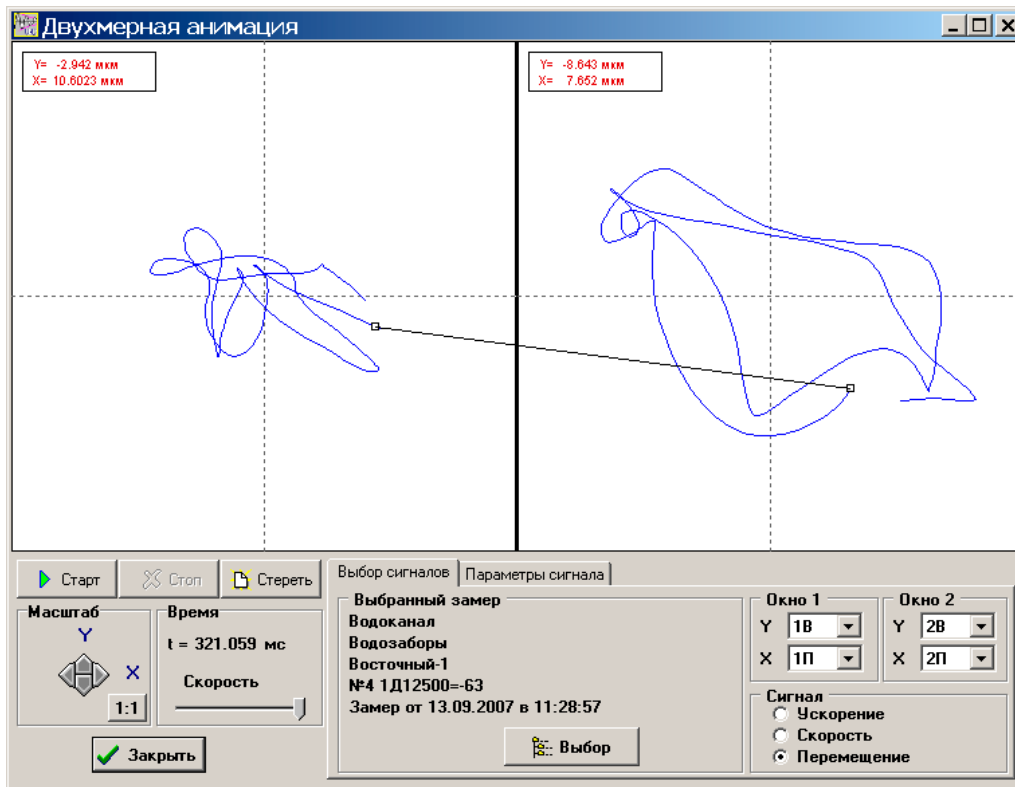 Двухмерная анимация
Y= -2.942 мкм
X= 10.6023 мкм
Y= -8.643 мкм
X= 7.652 мкм
Старт
Стоп
Стереть
Масштаб
Y
X
1:1
Время
t = 321.059 мс
Скорость
Закрыть
Выбор сигналов
Параметры сигнала
Выбранный замер
Водоканал
Водозаборы
Восточный-1
№4 1Д12500=-63
Замер от 13.09.2007 в 11:28:57
Выбор
Окно 1
Y 1В
X 1П
Окно 2
Y 2В
X 2П
Сигнал
Ускорение
Скорость
Перемещение